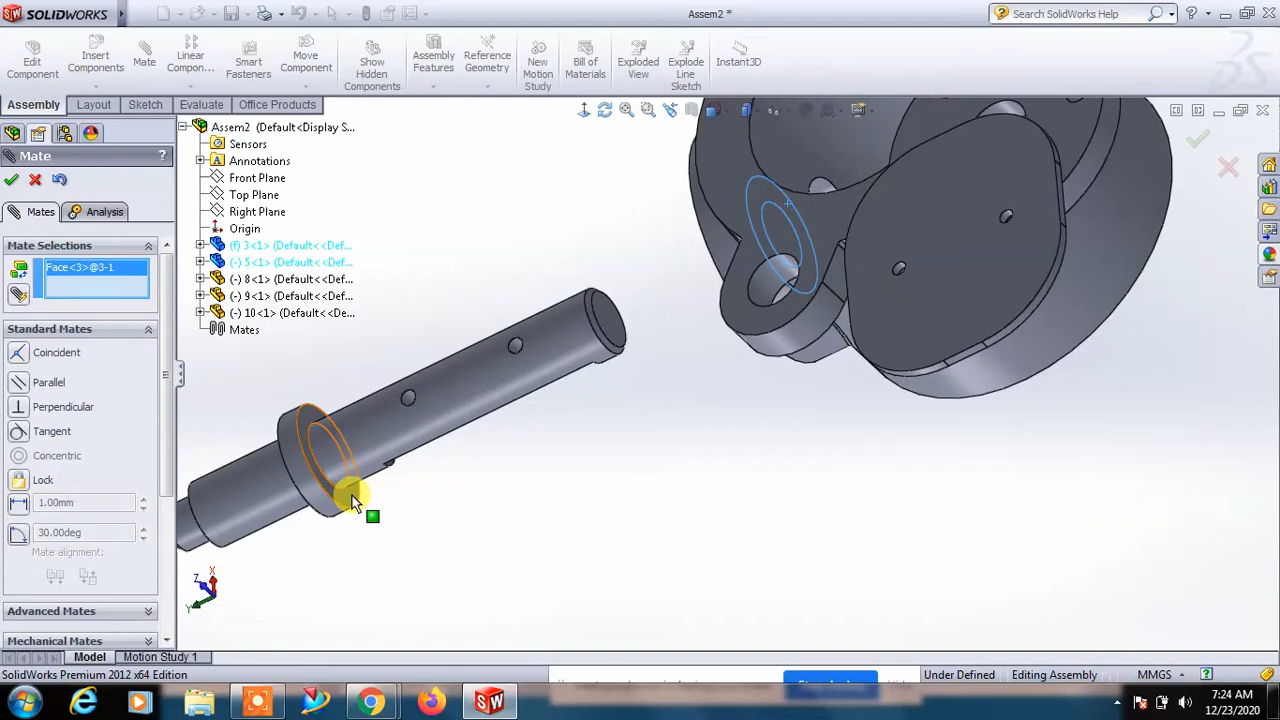 SOLIDWORKS
Assem2 *
Search SolidWorks Help
Edit Component
Insert Components
Mate
Linear Compon...
Smart Fasteners
Move Component
Show Hidden Components
Assembly Features
Reference Geometry
New Motion Study
Bill of Materials
Exploded View
Explode Line Sketch
Instant3D
Assembly
Layout
Sketch
Evaluate
Office Products
Mate
?
Mates
Analysis
Mate Selections
Face<3>@3-1
Standard Mates
Coincident
Parallel
Perpendicular
Tangent
Concentric
Lock
1.00mm
30.00deg
Mate alignment:
Advanced Mates
Mechanical Mates
Assem2 (Default<Display S...
Sensors
Annotations
Front Plane
Top Plane
Right Plane
Origin
(f) 3<1> (Default<<Def...
(-) 5<1> (Default<<Def...
(-) 8<1> (Default<<Def...
(-) 9<1> (Default<<Def...
(-) 10<1> (Default<<De...
Mates
X
Z
Y
Model
Motion Study 1
SolidWorks Premium 2012 x64 Edition
Under Defined
Editing Assembly
MMGS
7:24 AM
12/23/2020